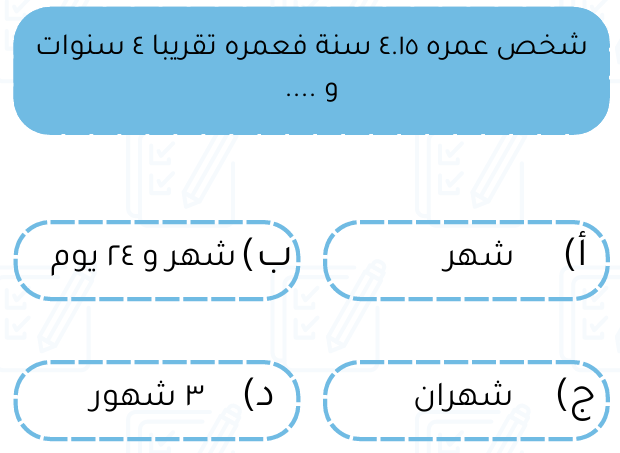 شخص عمره ٤.١٥ سنة فعمره تقريبا ٤ سنوات
و ....
أ) شهر
ب) شهر و ٢٤ يوم
ج) شهران
د) ٣ شهور